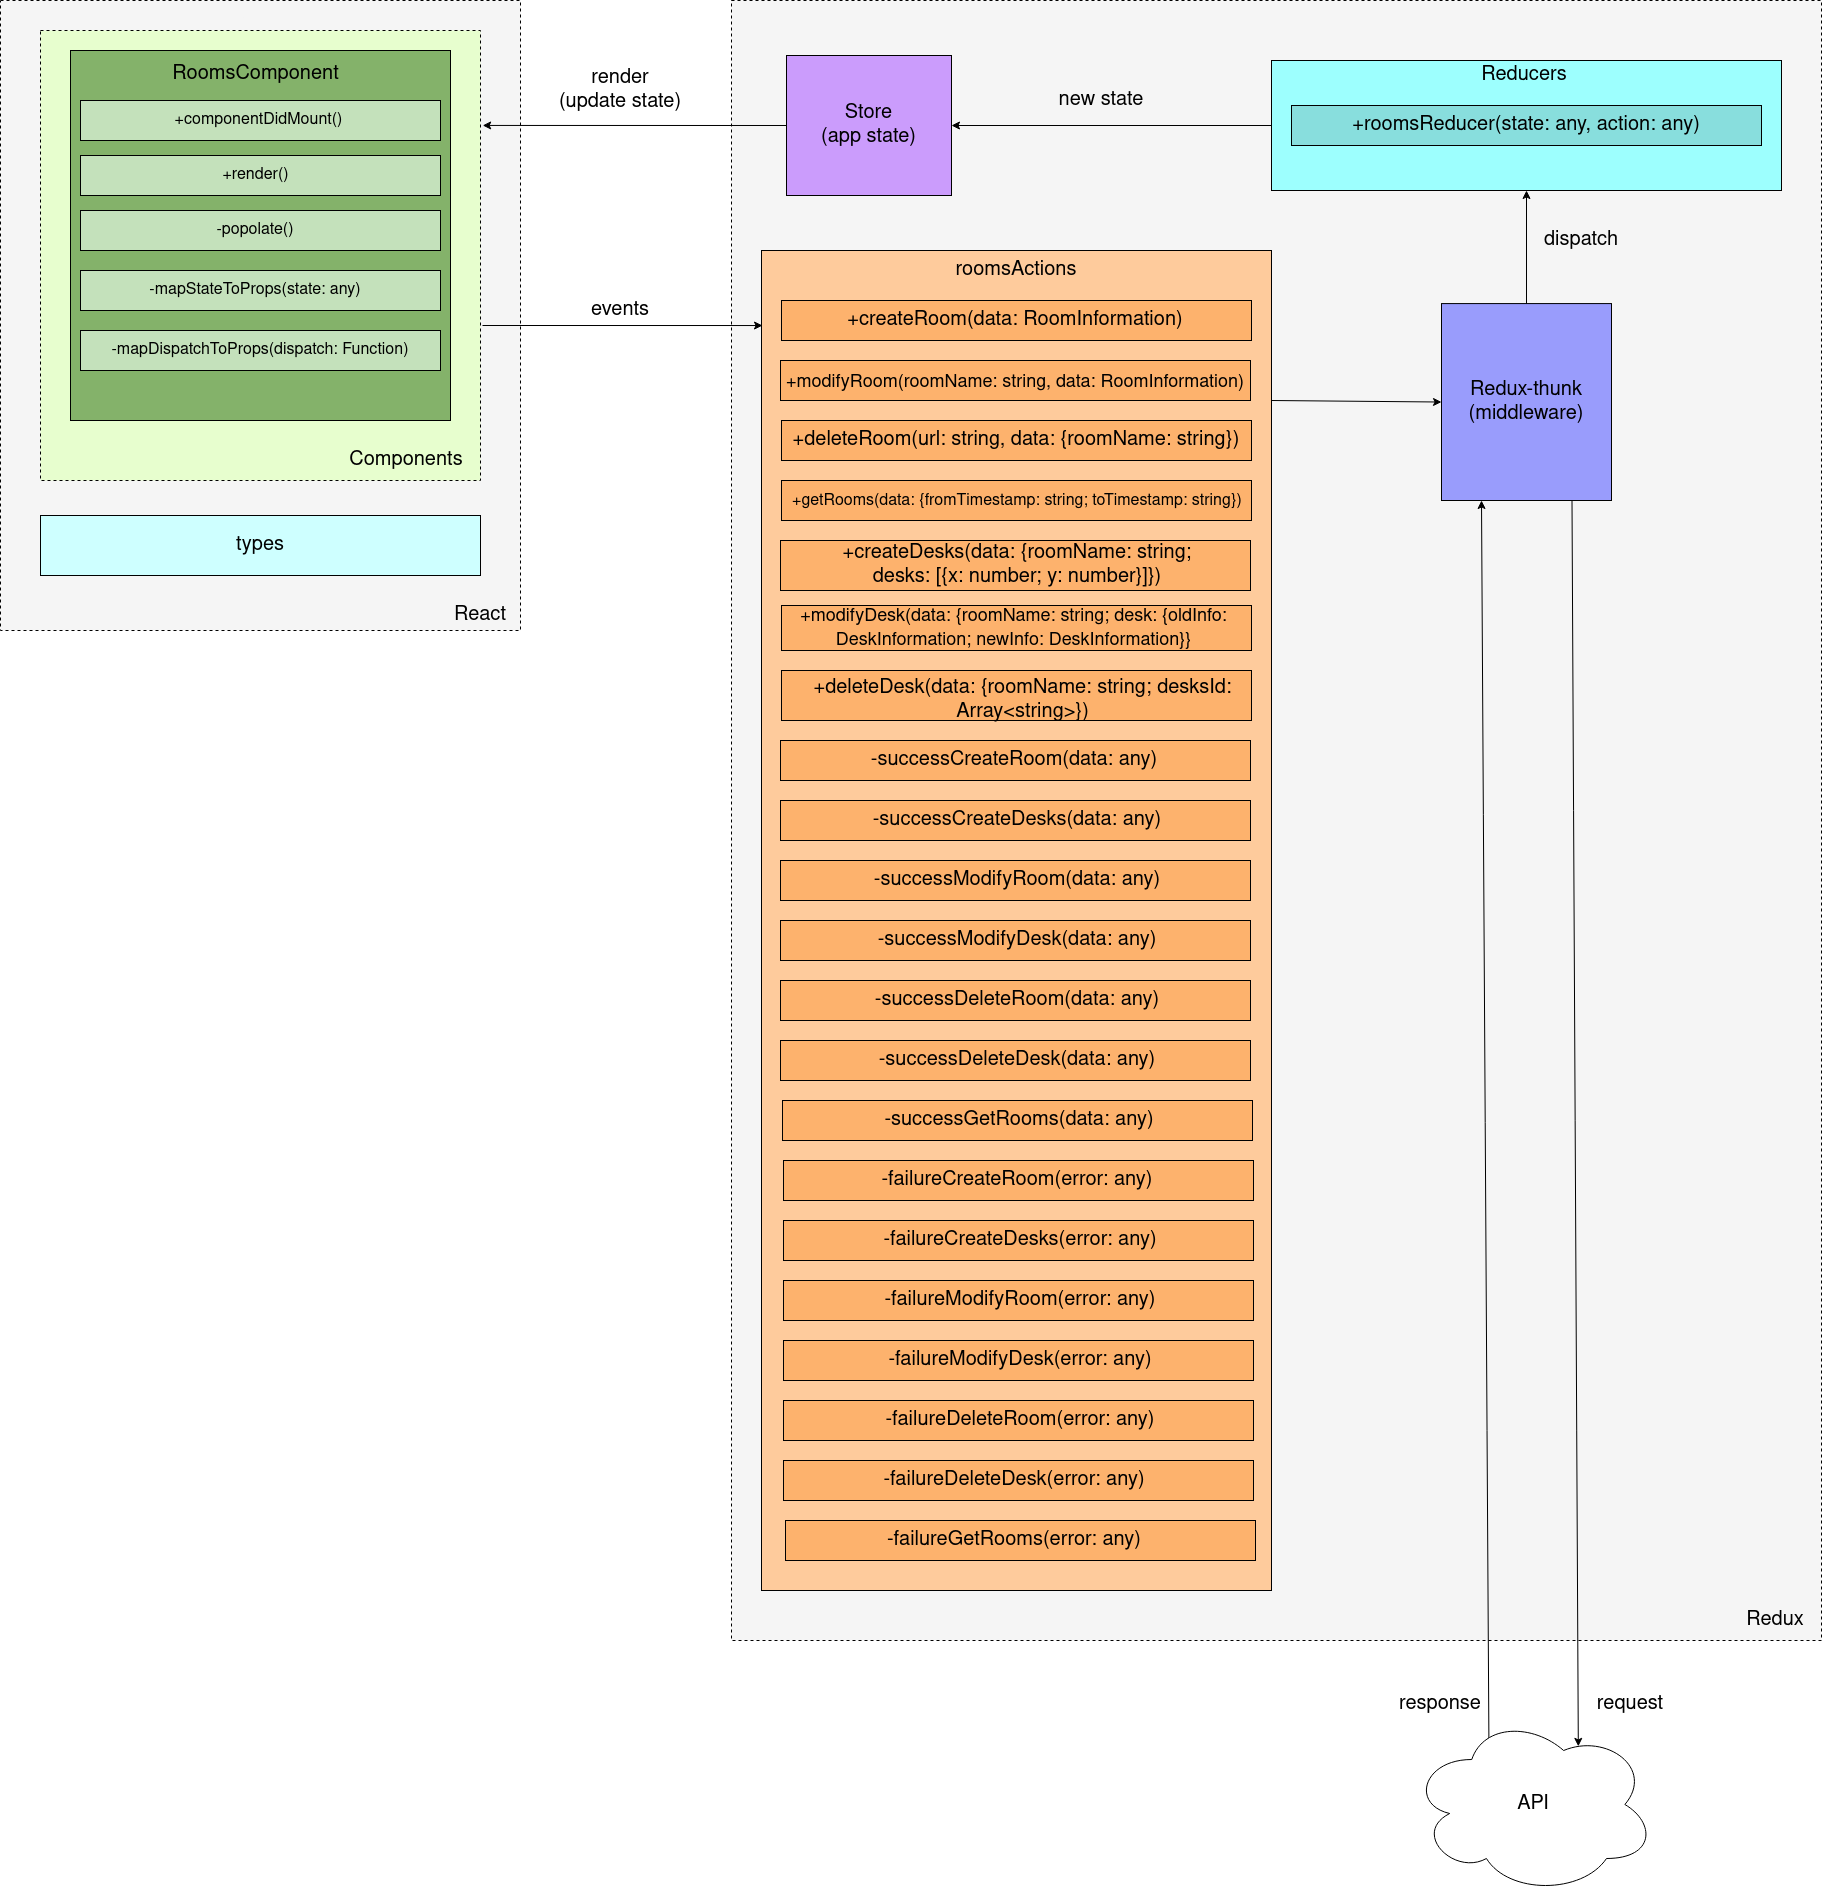 RoomsComponent
+componentDidMount()
+render()
-popolate()
-mapStateToProps(state: any)
-mapDispatchToProps(dispatch: Function)
Components
types
React
render
(update state)
events
Store
(app state)
new state
Reducers
+roomsReducer(state: any, action: any)
dispatch
roomsActions
+createRoom(data: RoomInformation)
+modifyRoom(roomName: string, data: RoomInformation)
+deleteRoom(url: string, data: {roomName: string})
+getRooms(data: {fromTimestamp: string; toTimestamp: string})
+createDesks(data: {roomName: string;
desks: [{x: number; y: number}]})
+modifyDesk(data: {roomName: string; desk: {oldInfo:
DeskInformation; newInfo: DeskInformation}}
+deleteDesk(data: {roomName: string; desksId:
Array<string>})
-successCreateRoom(data: any)
-successCreateDesks(data: any)
-successModifyRoom(data: any)
-successModifyDesk(data: any)
-successDeleteRoom(data: any)
-successDeleteDesk(data: any)
-successGetRooms(data: any)
-failureCreateRoom(error: any)
-failureCreateDesks(error: any)
-failureModifyRoom(error: any)
-failureModifyDesk(error: any)
-failureDeleteRoom(error: any)
-failureDeleteDesk(error: any)
-failureGetRooms(error: any)
Redux-thunk
(middleware)
Redux
response
request
API